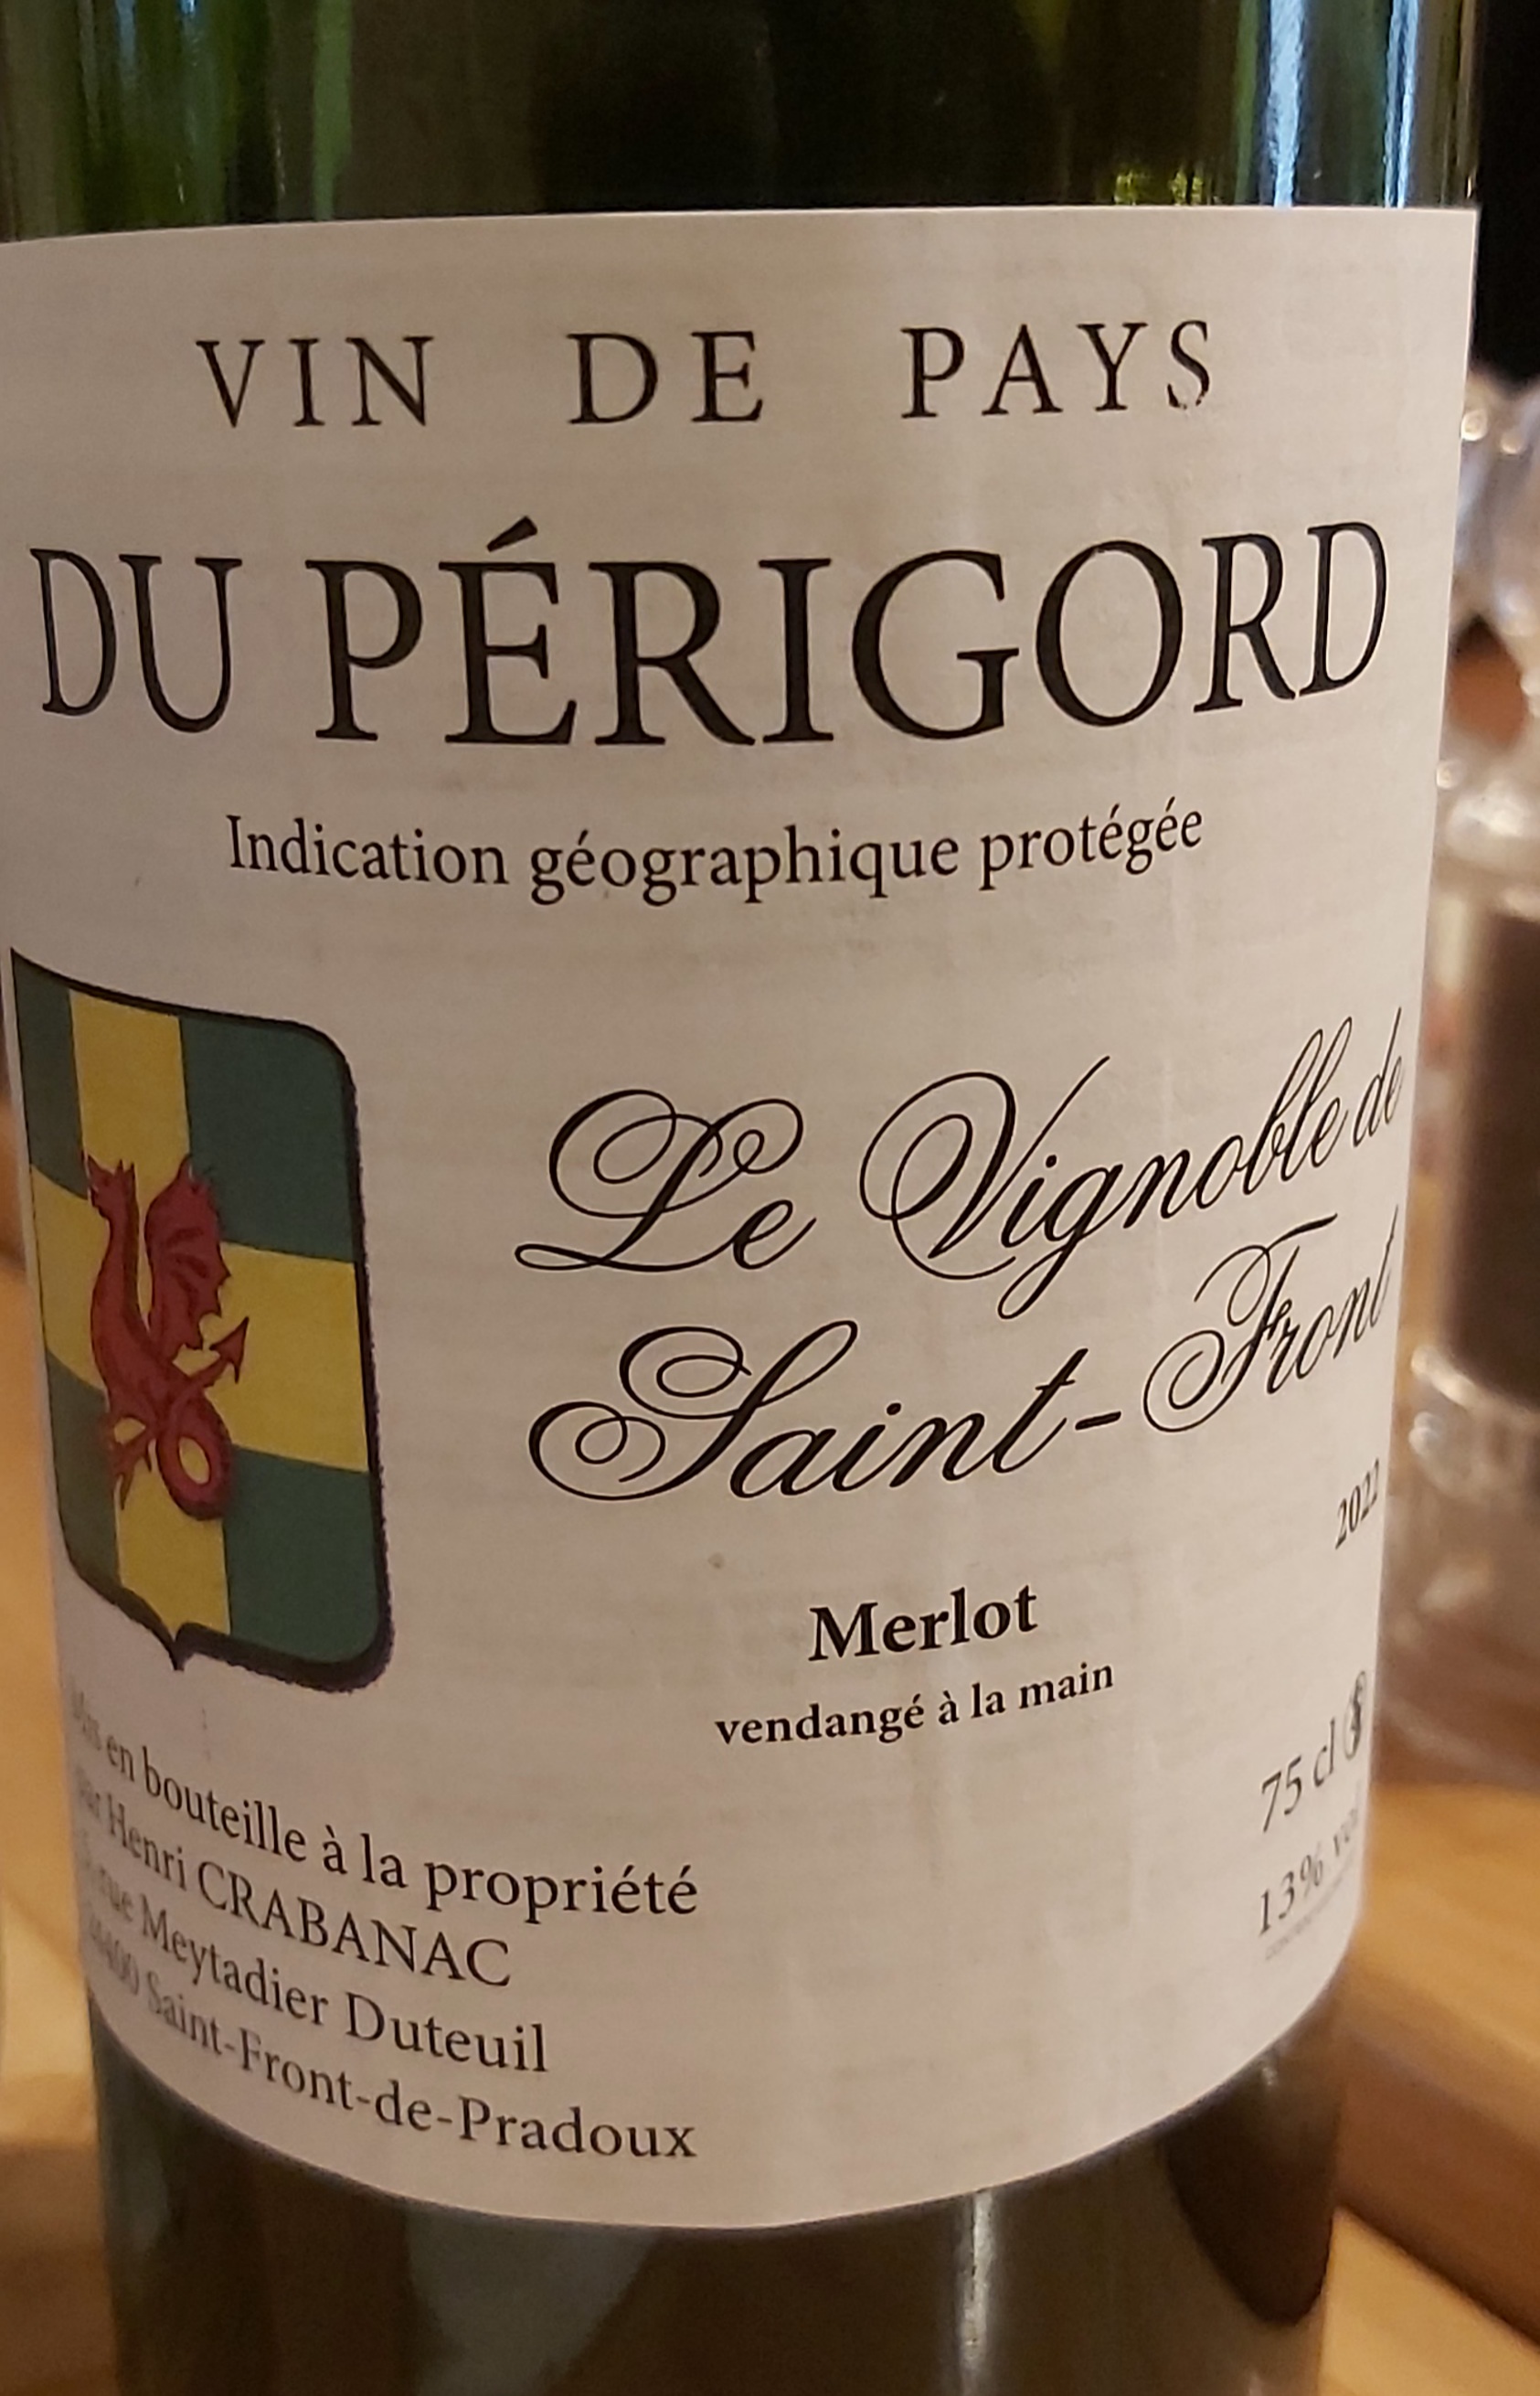 VIN DE PAYS
DU PÉRIGORD
Indication géographique protégée
Le Vignoble de
Saint-Front
2022
Merlot
vendangé à la main
75 cl
13% vol
en bouteille à la propriété
Henri CRABANAC
rue Meytadier Duteuil
Saint-Front-de-Pradoux